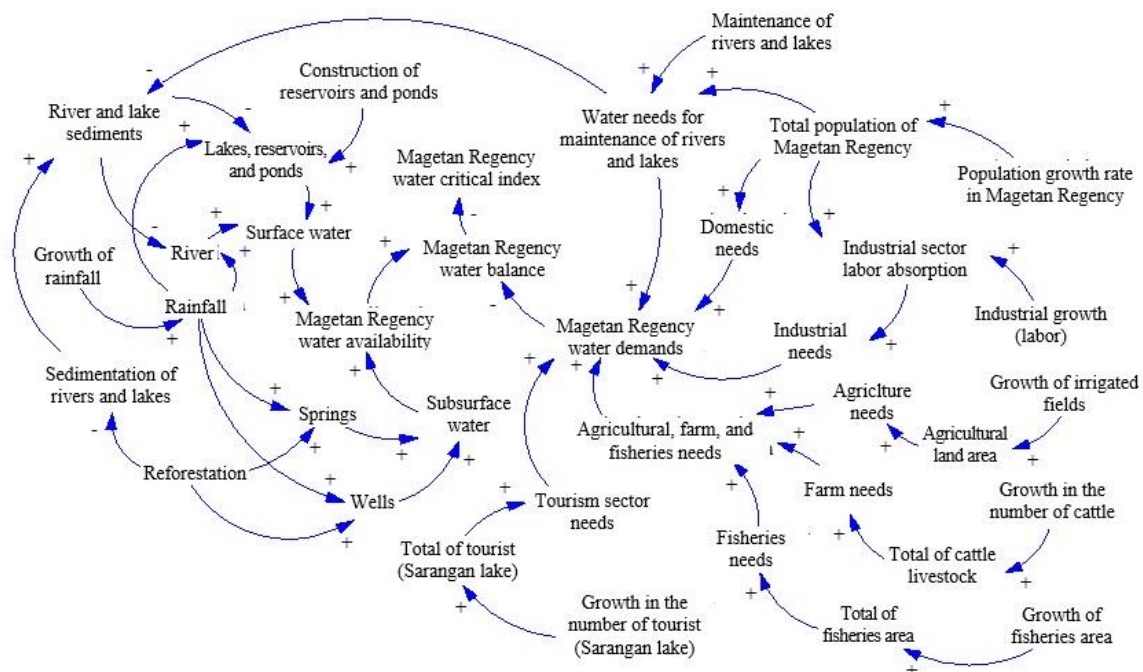 Maintenance of
rivers and lakes
Construction of
reservoirs and ponds
River and lake
sediments
Lakes, reservoirs,
and ponds
Water needs for
maintenance of rivers
and lakes
Total population of
Magetan Regency
Magetan Regency
water critical index
Population growth rate
in Magetan Regency
Growth of
rainfall
River
Surface water
Magetan Regency
water balance
Domestic
needs
Industrial sector
labor absorption
Rainfall
Magetan Regency
water availability
Magetan Regency
water demands
Industrial
needs
Industrial growth
(labor)
Sedimentation of
rivers and lakes
Springs
Subsurface
water
Agricultural, farm, and
fisheries needs
Agriclture
needs
Growth of irrigated
fields
Agricultural
land area
Reforestation
Wells
Tourism sector
needs
Farm needs
Growth in the
number of cattle
Total of tourist
(Sarangan lake)
Fisheries
needs
Total of cattle
livestock
Growth in the
number of tourist
(Sarangan lake)
Total of
fisheries area
Growth of
fisheries area